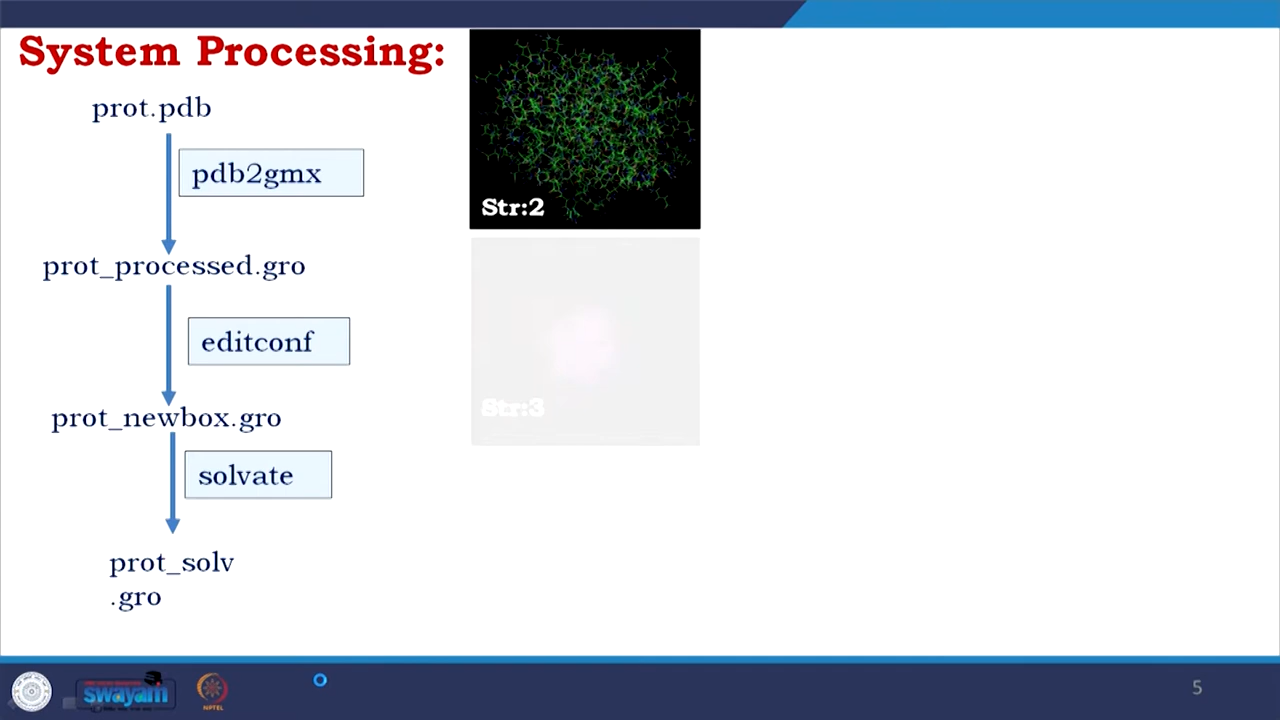 System Processing:
prot.pdb
pdb2gmx
prot_processed.gro
editconf
prot_newbox.gro
solvate
prot_solv
.gro
Str:2
Str:3
swayam
NPTEL
5